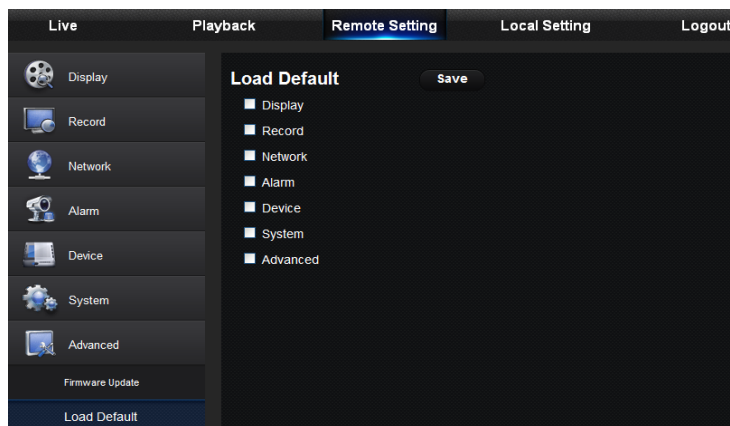 Live Playback Remote Setting Local Setting Logout
Display
Record
Network
Alarm
Device
System
Advanced
Firmware Update
Load Default
Load Default Save
Display
Record
Network
Alarm
Device
System
Advanced